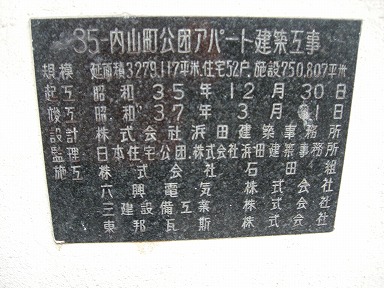 35-内山町公団アパート建築工事
規模 延面積3279.117平米.住宅52戸.施設750.807平米
起工 昭和35年12月30日
竣工 昭和37年3月31日
設計 株式会社浜田建築事務所
監理 日本住宅公団.株式会社浜田建築事務所
施工 株式会社石田組
六興電気株式会社
三建設備工業株式会社
東邦瓦斯株式会社